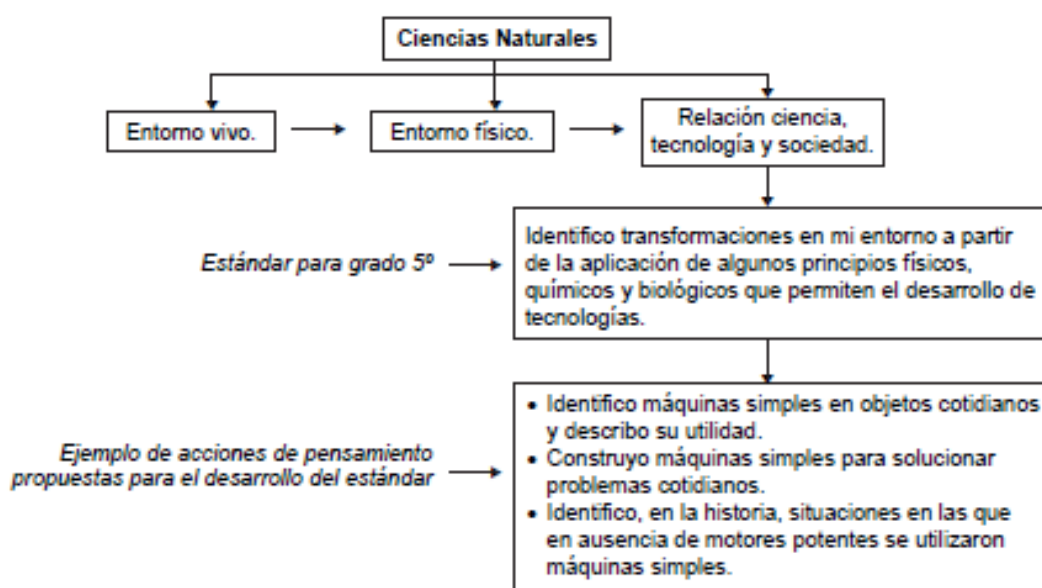 Ciencias Naturales
Entorno vivo.
Entorno físico.
Relación ciencia,
tecnología y sociedad.
Estándar para grado 5º
Identifico transformaciones en mi entorno a partir
de la aplicación de algunos principios físicos,
químicos y biológicos que permiten el desarrollo de
tecnologías.
Ejemplo de acciones de pensamiento
propuestas para el desarrollo del estándar
• Identifico máquinas simples en objetos cotidianos
y describo su utilidad.
• Construyo máquinas simples para solucionar
problemas cotidianos.
• Identifico, en la historia, situaciones en las que
en ausencia de motores potentes se utilizaron
máquinas simples.